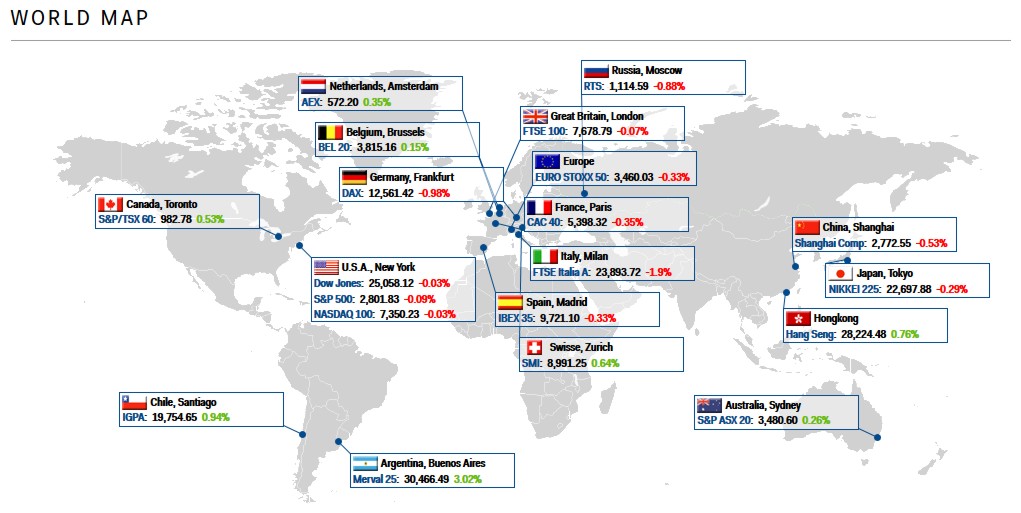 WORLD MAP
Russia, Moscow
RTS: 1,114.59 -0.88%
Netherlands, Amsterdam
AEX: 572.20 0.35%
Great Britain, London
FTSE 100: 7,678.79 -0.07%
Belgium, Brussels
BEL 20: 3,815.16 0.15%
Europe
EURO STOXX 50: 3,460.03 -0.33%
Germany, Frankfurt
DAX: 12,561.42 -0.98%
Canada, Toronto
S&P/TSX 60: 982.78 0.53%
France, Paris
CAC 40: 5,398.32 -0.35%
China, Shanghai
Shanghai Comp: 2,772.55 -0.53%
Italy, Milan
FTSE Italia A: 23,893.72 -1.9%
U.S.A., New York
Dow Jones: 25,058.12 -0.03%
S&P 500: 2,801.83 -0.09%
NASDAQ 100: 7,350.23 -0.03%
Japan, Tokyo
NIKKEI 225: 22,697.88 -0.29%
Spain, Madrid
IBEX 35: 9,721.10 -0.33%
Hongkong
Hang Seng: 28,224.48 0.76%
Swisse, Zurich
SMI: 8,991.25 0.64%
Chile, Santiago
IGPA: 19,754.65 0.94%
Australia, Sydney
S&P ASX 20: 3,480.60 0.26%
Argentina, Buenos Aires
Merval 25: 30,466.49 3.02%